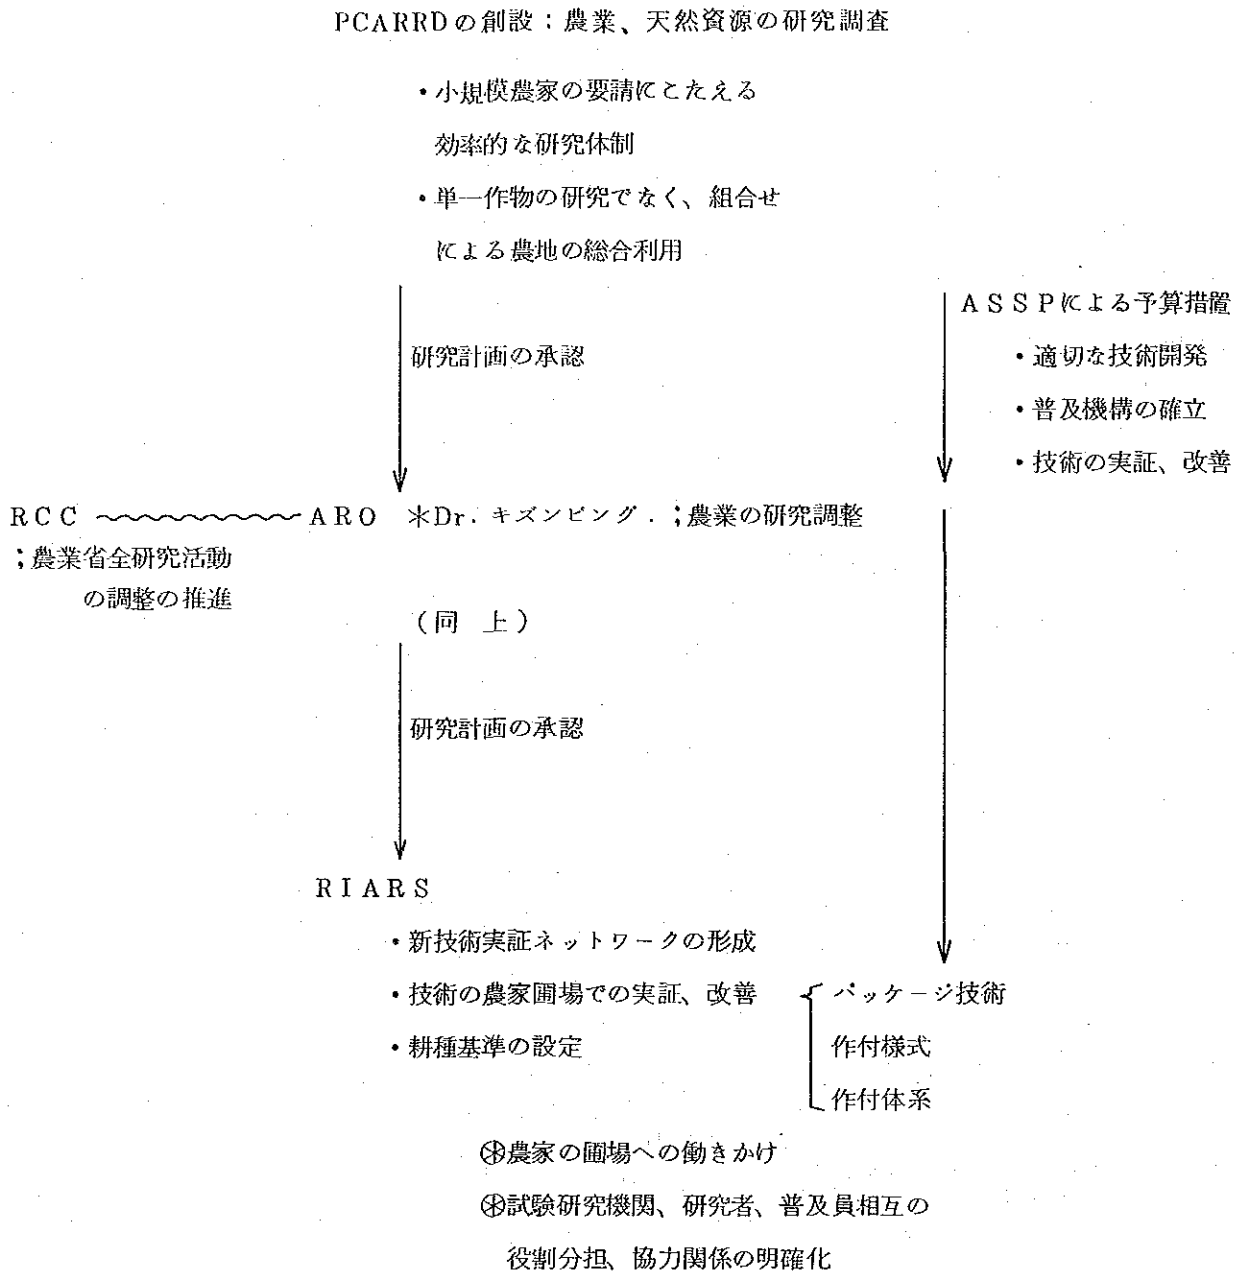 PCARRDの創設;農業、天然資源の研究調査
・小規模農家の要請にこたえる
効率的な研究体制
・単一作物の研究でなく、組合せ
による農地の総合利用
ASSPによる予算措置
研究計画の承認
・適切な技術開発
・普及機構の確立
・技術の実証、改善
RCC ARO *Dr. キズンビング.;農業の研究調整
;農業省全研究活動
の調整の推進
(同 上)
研究計画の承認
RIARS
・新技術実証ネットワークの形成
・技術の農家圃場での実証、改善 { パッケージ技術
・耕種基準の設定 作付様式
作付体系
㊛農家の圃場への働きかけ
㊛試験研究機関、研究者、普及員相互の
役割分担、協力関係の明確化